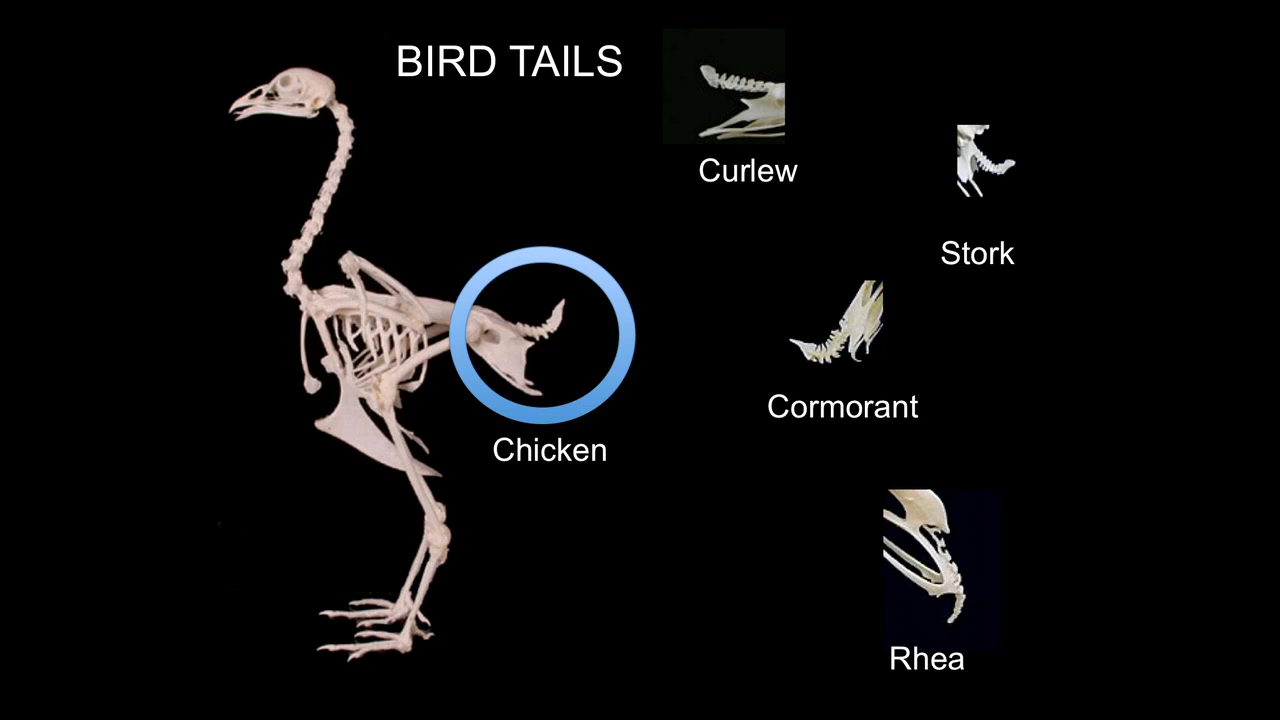 BIRD TAILS
Curlew
Stork
Cormorant
Chicken
Rhea